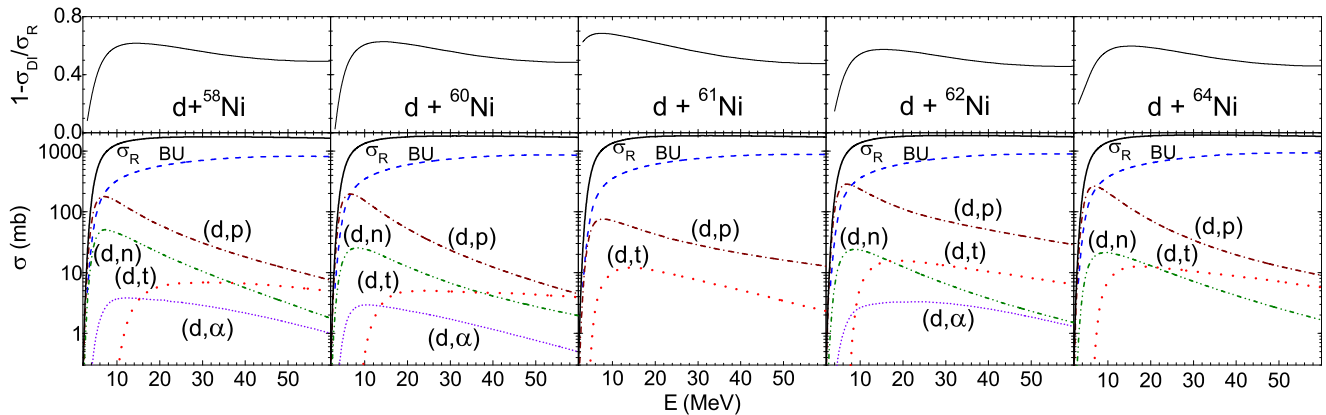 0.8
0.4
0.0
1-σ_DI/σ_R
d+⁵⁸Ni
d + ⁶⁰Ni
d + ⁶¹Ni
d + ⁶²Ni
d + ⁶⁴Ni
1000
100
10
1
σ (mb)
σ_R BU
(d,p)
(d,n)
(d,t)
(d,α)
σ_R BU
(d,n)
(d,p)
(d,t)
(d,α)
σ_R BU
(d,p)
(d,t)
σ_R BU
(d,p)
(d,n)
(d,t)
(d,α)
σ_R BU
(d,p)
(d,n)
(d,t)
10 20 30 40 50
10 20 30 40 50
10 20 30 40 50
10 20 30 40 50
10 20 30 40 50
E (MeV)